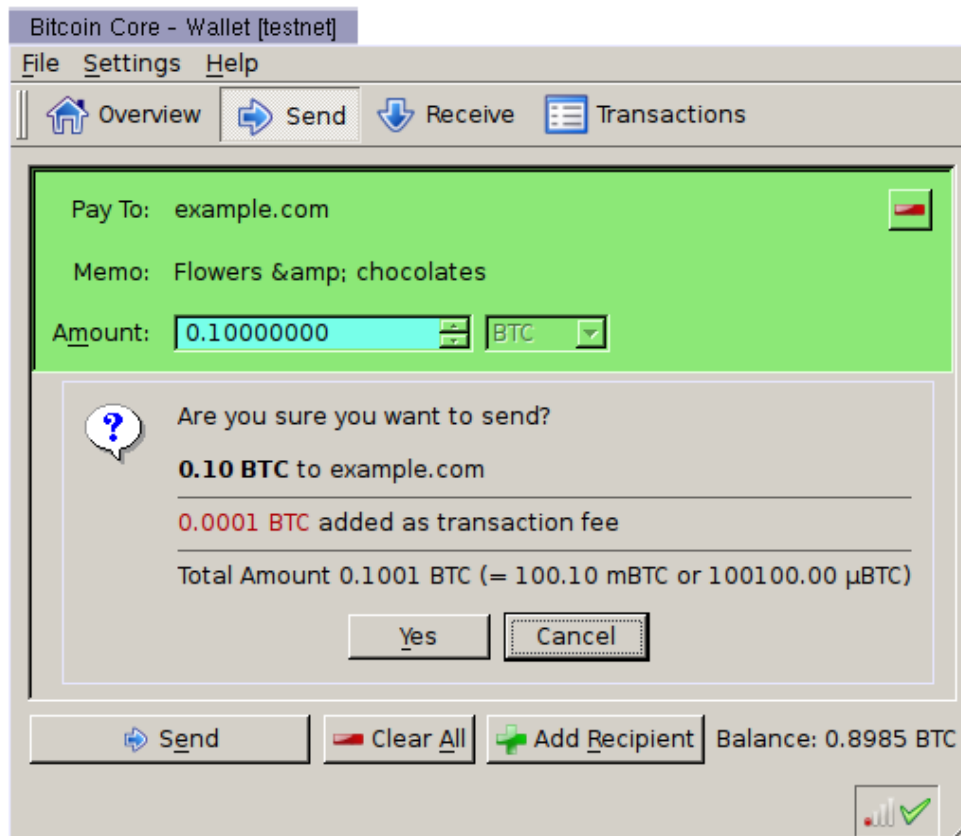 Bitcoin Core - Wallet [testnet]
File Settings Help
Overview Send Receive Transactions
Pay To: example.com
Memo: Flowers &amp; chocolates
Amount: 0.10000000 BTC
Are you sure you want to send?
0.10 BTC to example.com
0.0001 BTC added as transaction fee
Total Amount 0.1001 BTC (= 100.10 mBTC or 100100.00 μBTC)
Yes Cancel
Send Clear All Add Recipient Balance: 0.8985 BTC